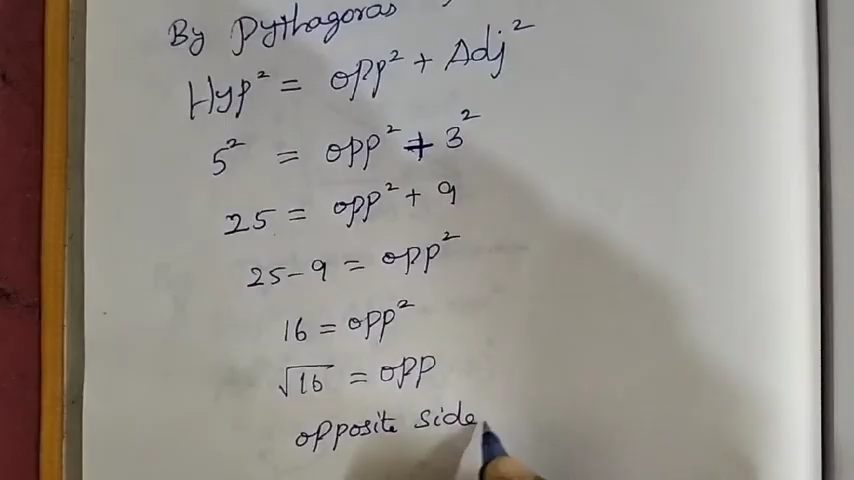 By Pythagoras
Hyp² = opp² + Adj²
5² = opp² + 3²
25 = opp² + 9
25 - 9 = opp²
16 = opp²
√16 = opp
opposite side